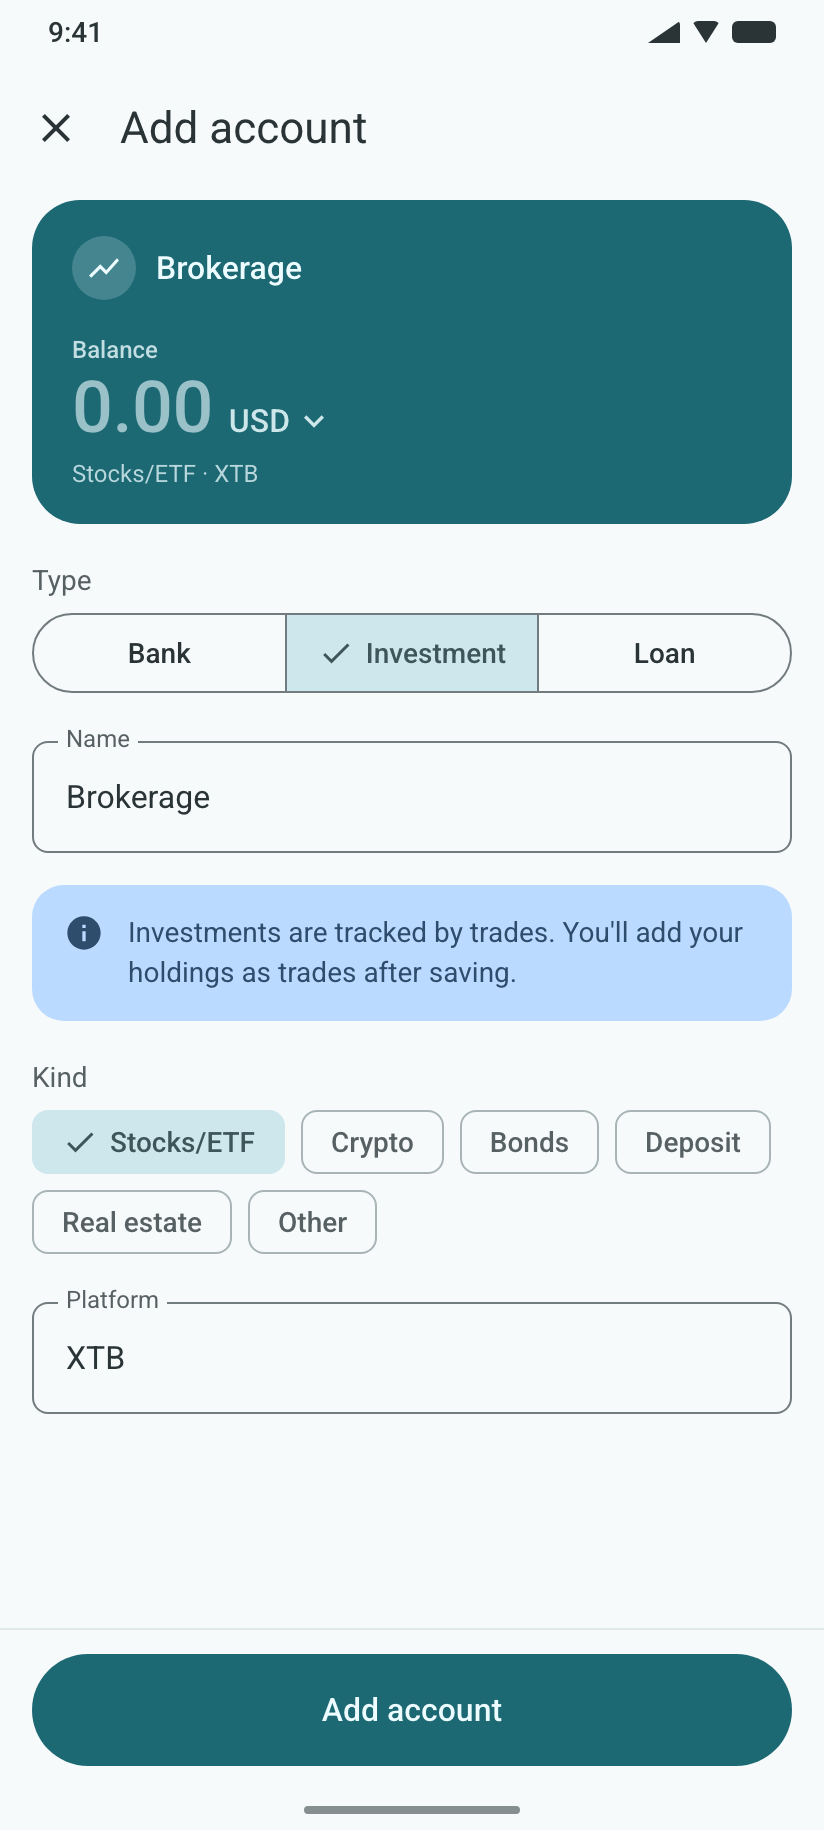 9:41
Add account
Brokerage
Balance
0.00 USD
Stocks/ETF · XTB
Type
Bank
Investment
Loan
Name
Brokerage
Investments are tracked by trades. You'll add your
holdings as trades after saving.
Kind
Stocks/ETF
Crypto
Bonds
Deposit
Real estate
Other
Platform
XTB
Add account